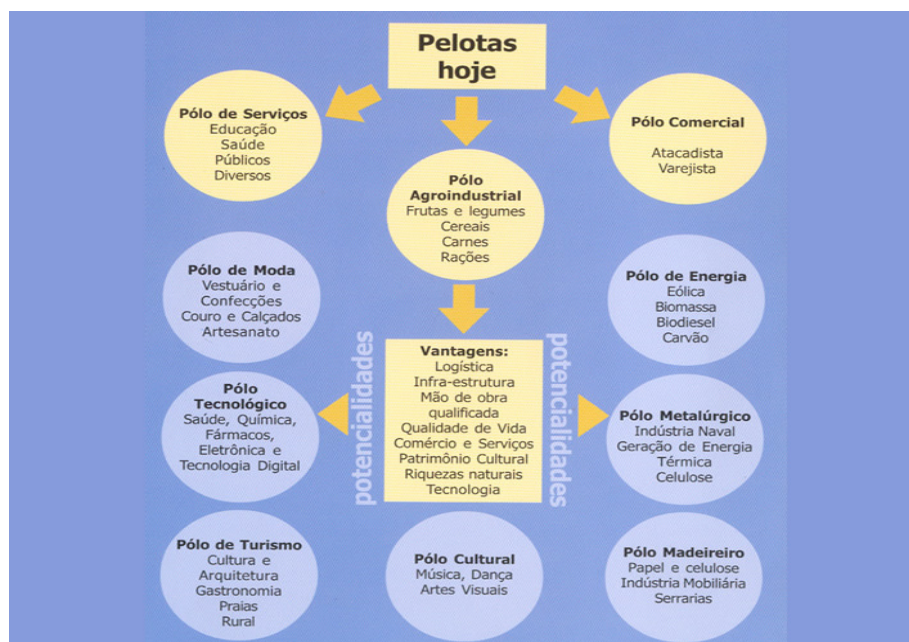 Pelotas
hoje
Pólo de Serviços
Educação
Saúde
Públicos
Diversos
Pólo
Agroindustrial
Frutas e legumes
Cereais
Carnes
Rações
Pólo Comercial
Atacadista
Varejista
Pólo de Moda
Vestuário e
Confecções
Couro e Calçados
Artesanato
Pólo de Energia
Eólica
Biomassa
Biodiesel
Carvão
potencialidades
Vantagens:
Logística
Infra-estrutura
Mão de obra
qualificada
Qualidade de Vida
Comércio e Serviços
Patrimônio Cultural
Riquezas naturais
Tecnologia
potencialidades
Pólo
Tecnológico
Saúde, Química,
Fármacos,
Eletrônica e
Tecnologia Digital
Pólo Metalúrgico
Indústria Naval
Geração de Energia
Térmica
Celulose
Pólo de Turismo
Cultura e
Arquitetura
Gastronomia
Praias
Rural
Pólo Cultural
Música, Dança
Artes Visuais
Pólo Madeireiro
Papel e celulose
Indústria Mobiliária
Serrarias